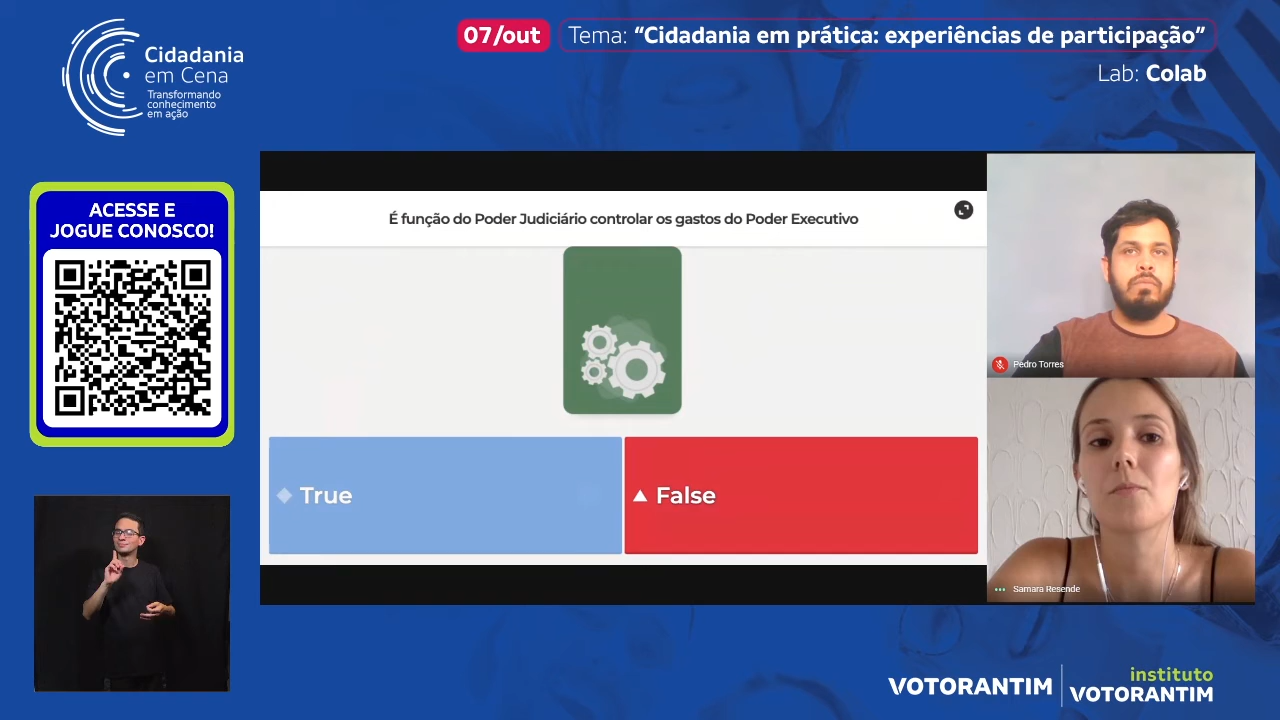 Cidadania
em Cena
Transformando
conhecimento
em ação
07/out
Tema: “Cidadania em prática: experiências de participação”
Lab: Colab
ACESSE E
JOGUE CONOSCO!
É função do Poder Judiciário controlar os gastos do Poder Executivo
True
False
Pedro Torres
Samara Resende
VOTORANTIM
instituto
VOTORANTIM